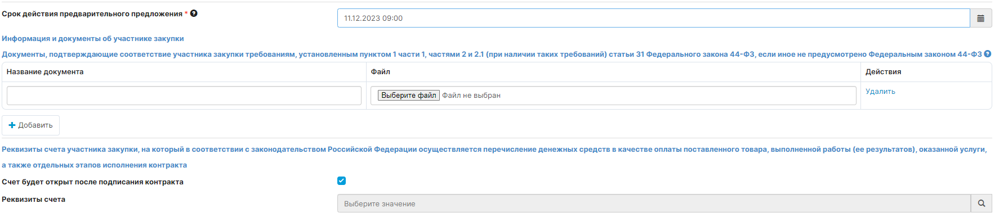 Срок действия предварительного предложения *
11.12.2023 09:00
Информация и документы об участнике закупки
Документы, подтверждающие соответствие участника закупки требованиям, установленным пунктом 1 части 1, частями 2 и 2.1 (при наличии таких требований) статьи 31 Федерального закона 44-ФЗ, если иное не предусмотрено Федеральным законом 44-ФЗ
Название документа Файл Действия
Выберите файл Файл не выбран Удалить
Добавить
Реквизиты счета участника закупки, на который в соответствии с законодательством Российской Федерации осуществляется перечисление денежных средств в качестве оплаты поставленного товара, выполненной работы (ее результатов), оказанной услуги,
а также отдельных этапов исполнения контракта
Счет будет открыт после подписания контракта
Реквизиты счета Выберите значение